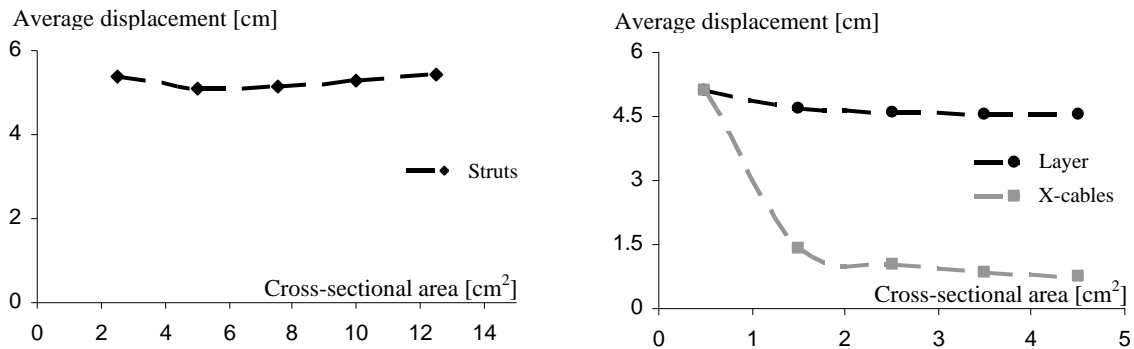 Average displacement [cm]
6
4
2
0
Struts
Cross-sectional area [cm²]
0 2 4 6 8 10 12 14
Average displacement [cm]
6
4.5
3
1.5
0
Layer
X-cables
Cross-sectional area [cm²]
0 1 2 3 4 5